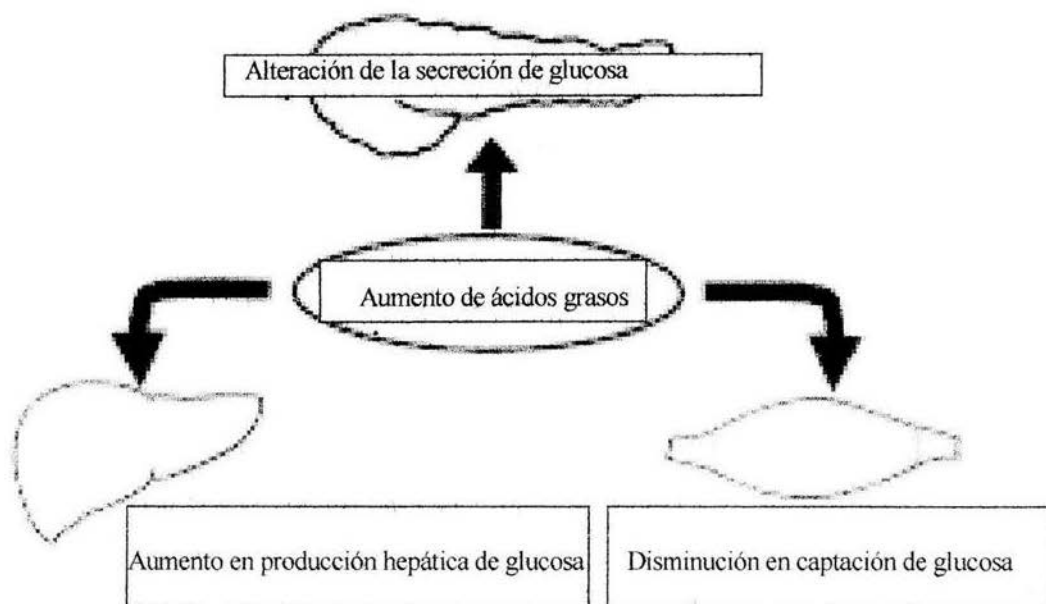 Alteración de la secreción de glucosa
Aumento de ácidos grasos
Aumento en producción hepática de glucosa
Disminución en captación de glucosa